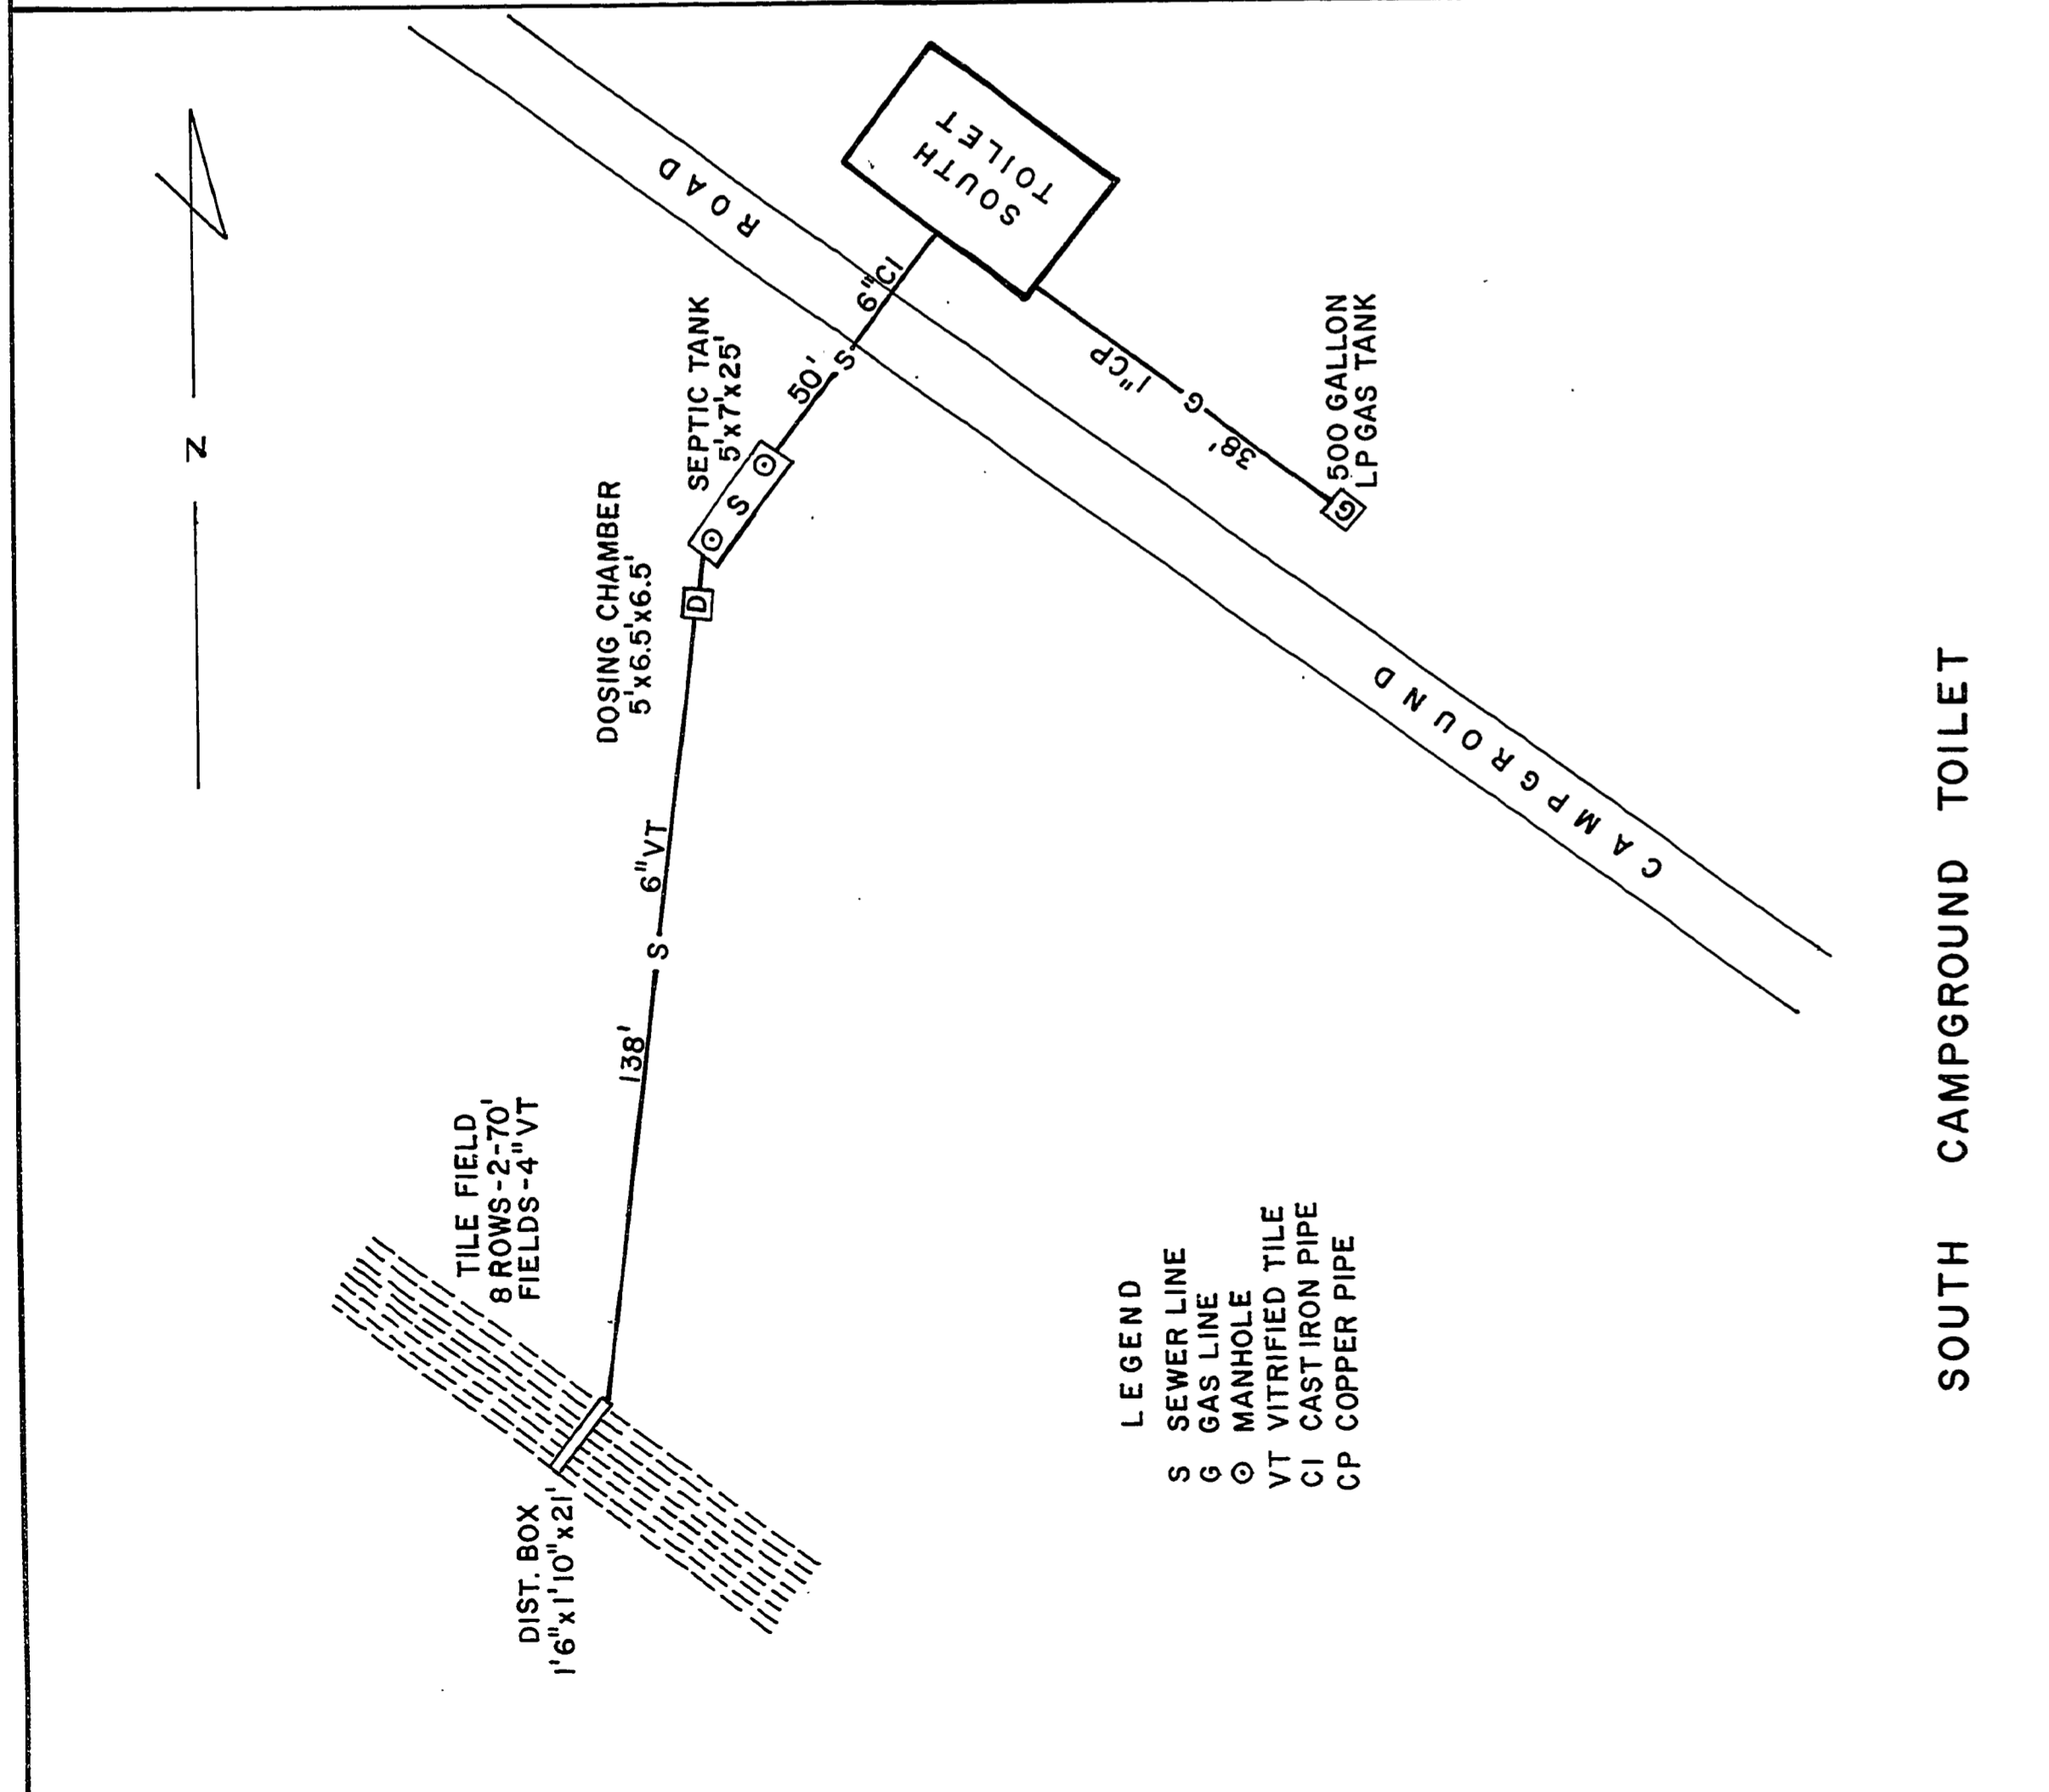 N
TILE FIELD
8 ROWS-2-70'
FIELDS-4"VT
DIST. BOX
1'6"x1'10"x21'
138'
S
6"VT
DOSING CHAMBER
5'x6.5'x6.5'
D
SEPTIC TANK
5'x7'x25'
S
50'
S
6"CI
ROAD
SOUTH
TOILET
1"CP
G
38'
G
500 GALLON
LP GAS TANK
CAMPGROUND
LEGEND
S SEWER LINE
G GAS LINE
⊙ MANHOLE
VT VITRIFIED TILE
CI CAST IRON PIPE
CP COPPER PIPE
SOUTH CAMPGROUND TOILET